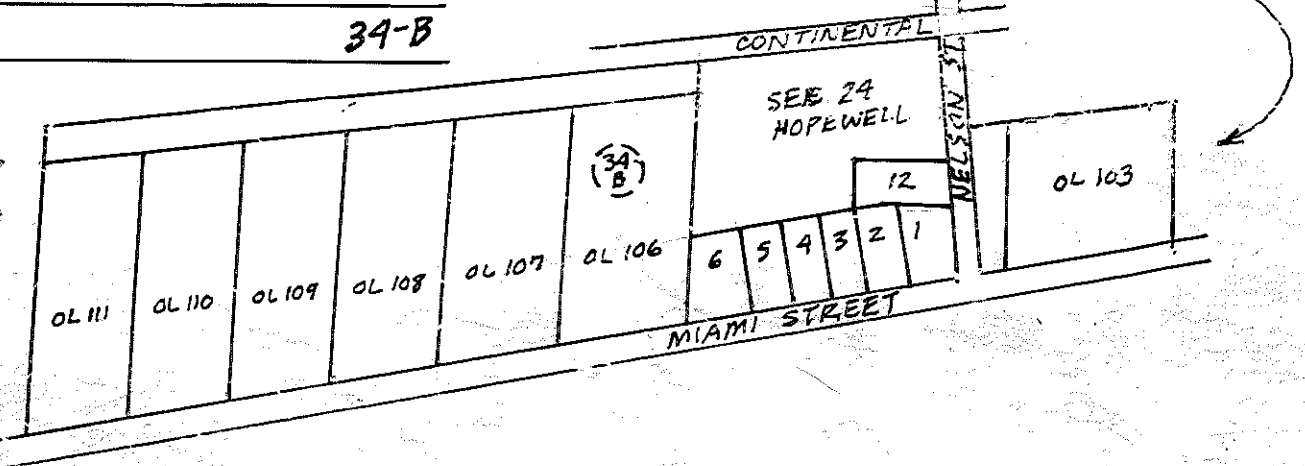 34-B
CONTINENTAL
NELSON ST.
SEE 24
HOPEWELL
34
B
12
OL 103
OL 111
OL 110
OL 109
OL 108
OL 107
OL 106
6
5
4
3
2
1
MIAMI STREET